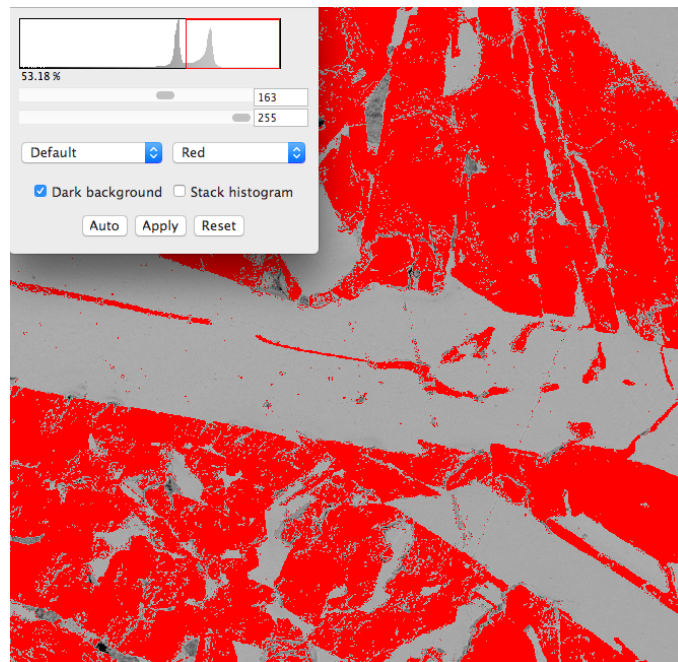 53.18 %
163
255
Default Red
Dark background Stack histogram
Auto Apply Reset